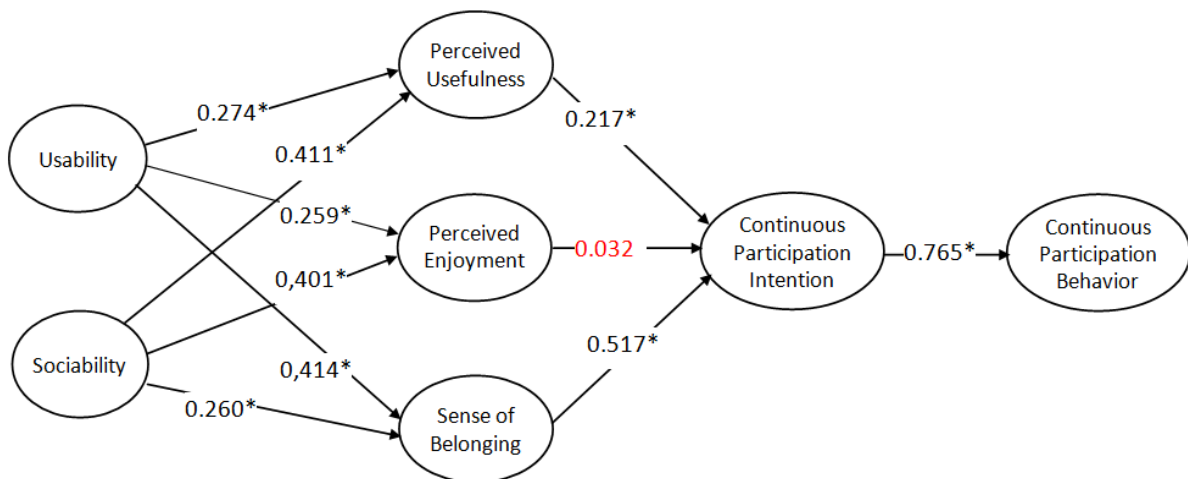 Perceived
Usefulness
0.274*
0.217*
Usability
0.411*
0.259*
Perceived
Enjoyment
0.032
Continuous
Participation
Intention
0.765*
Continuous
Participation
Behavior
0,401*
Sociability
0,414*
0.517*
0.260*
Sense of
Belonging